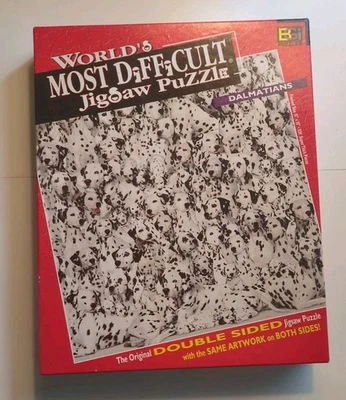 WORLD'S
MOST DiFFiCULT
JigSaw PuzzLE
DALMATIANS
The Original DOUBLE SIDED Jigsaw Puzzle
with the SAME ARTWORK on BOTH SIDES!